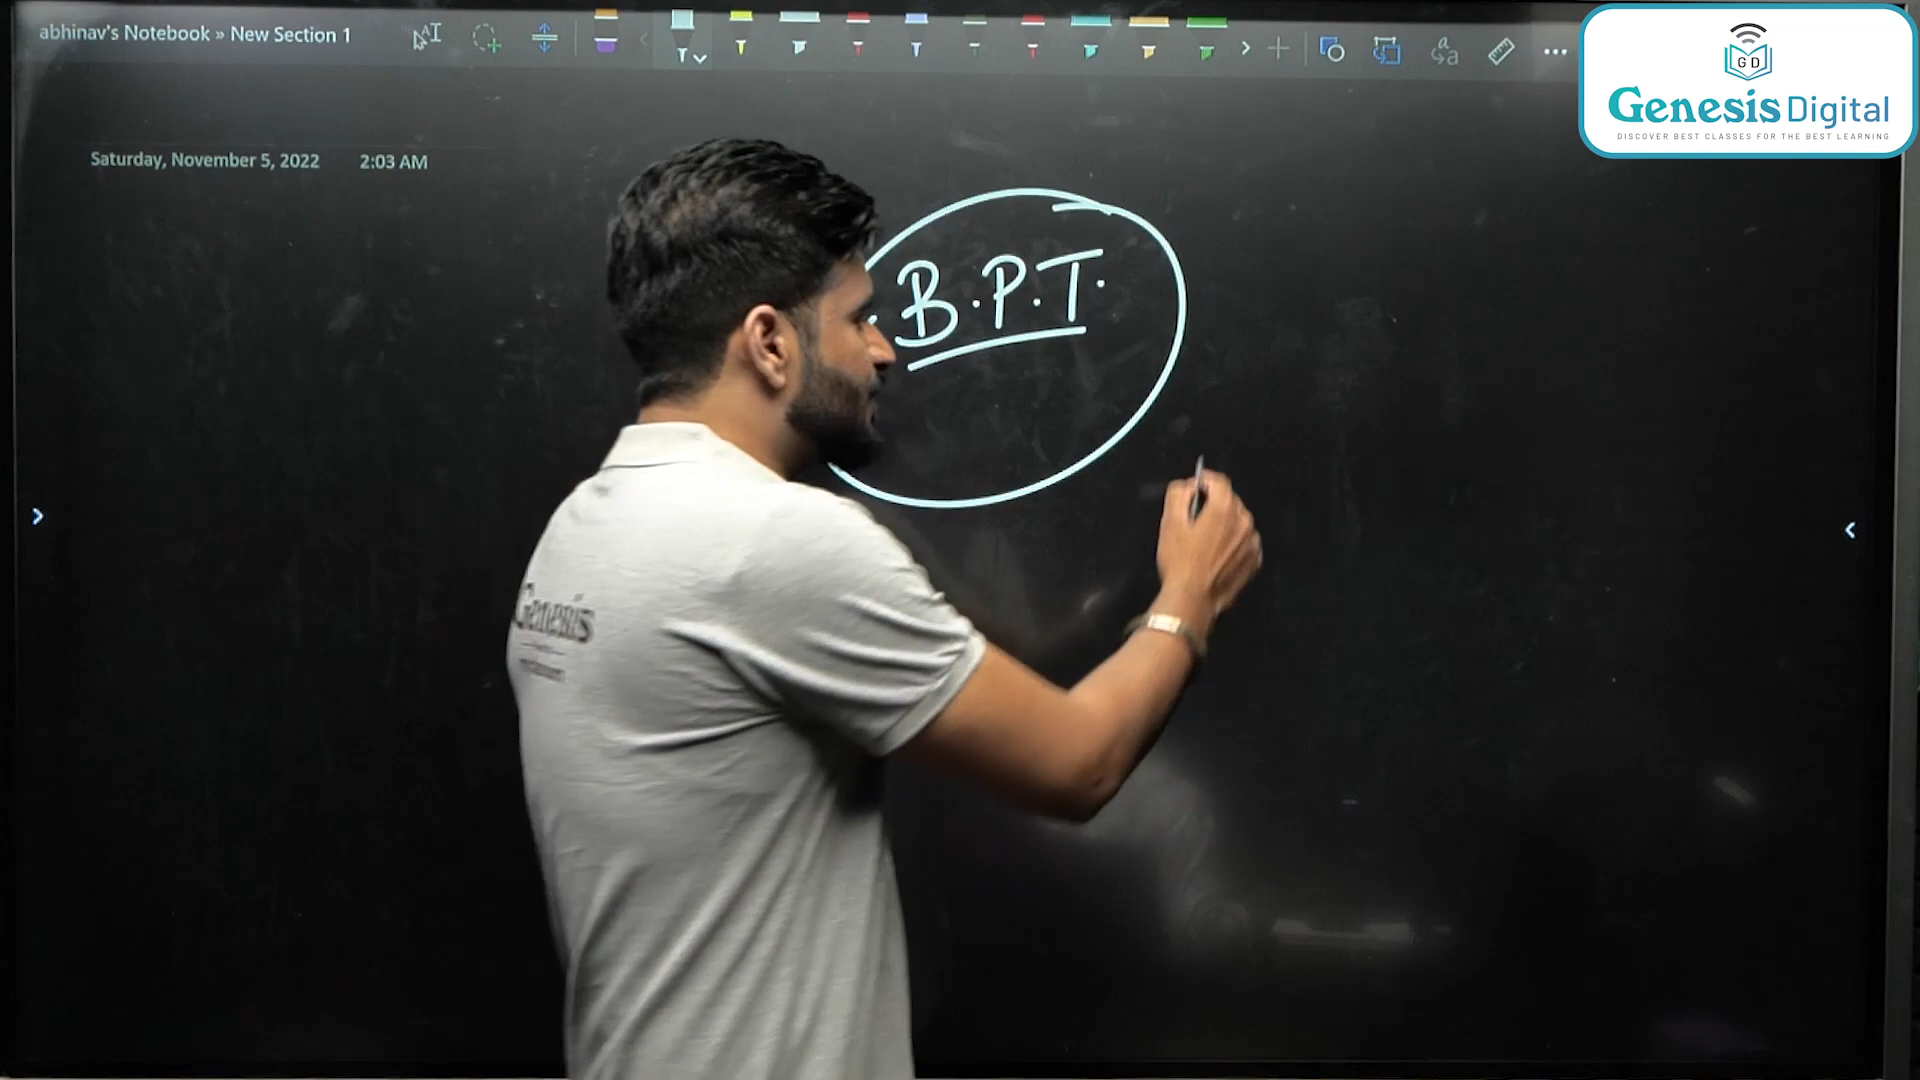 abhinav's Notebook » New Section 1
GD
Genesis Digital
DISCOVER BEST CLASSES FOR THE BEST LEARNING
Saturday, November 5, 2022 2:03 AM
.B.P.T.
Genesis